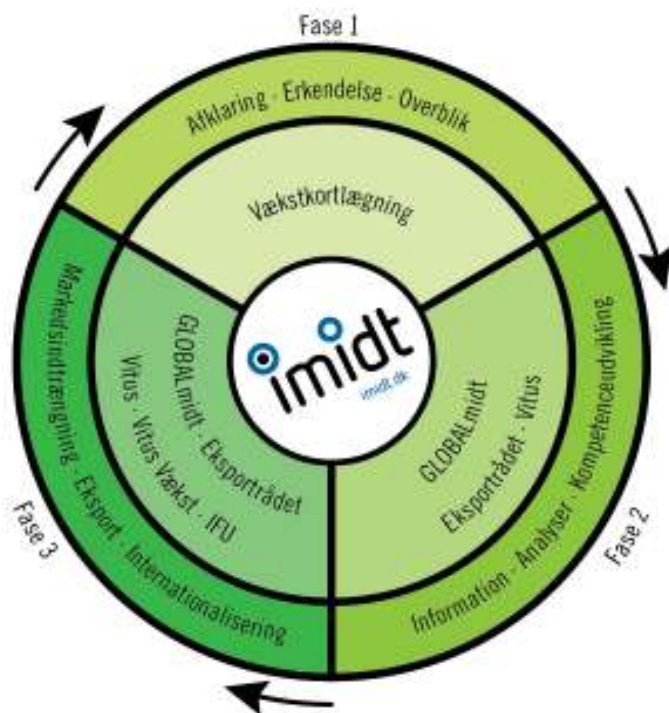 Fase 1
Afklaring - Erkendelse - Overblik
Vækstkortlægning
imidt
imidt.dk
GLOBALmidt
Eksportrådet - Vitus
Information - Analyser - Kompetenceudvikling
Fase 2
GLOBALmidt - Eksportrådet
Vitus - Vitus Vækst - IFU
Markedsindtrængning - Eksport - Internationalisering
Fase 3